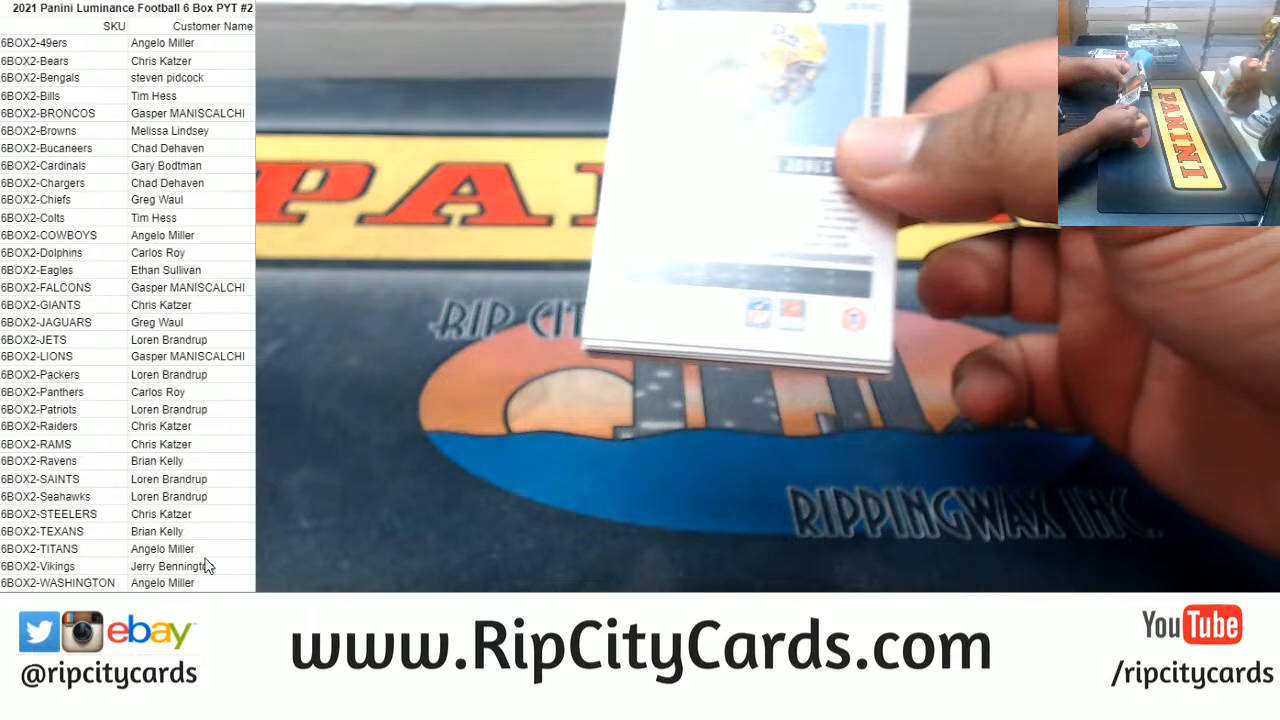 2021 Panini Luminance Football 6 Box PYT #2
SKU Customer Name
6BOX2-49ers Angelo Miller
6BOX2-Bears Chris Katzer
6BOX2-Bengals steven pidcock
6BOX2-Bills Tim Hess
6BOX2-BRONCOS Gasper MANISCALCHI
6BOX2-Browns Melissa Lindsey
6BOX2-Bucaneers Chad Dehaven
6BOX2-Cardinals Gary Bodtman
6BOX2-Chargers Chad Dehaven
6BOX2-Chiefs Greg Waul
6BOX2-Colts Tim Hess
6BOX2-COWBOYS Angelo Miller
6BOX2-Dolphins Carlos Roy
6BOX2-Eagles Ethan Sullivan
6BOX2-FALCONS Gasper MANISCALCHI
6BOX2-GIANTS Chris Katzer
6BOX2-JAGUARS Greg Waul
6BOX2-JETS Loren Brandrup
6BOX2-LIONS Gasper MANISCALCHI
6BOX2-Packers Loren Brandrup
6BOX2-Panthers Carlos Roy
6BOX2-Patriots Loren Brandrup
6BOX2-Raiders Chris Katzer
6BOX2-RAMS Chris Katzer
6BOX2-Ravens Brian Kelly
6BOX2-SAINTS Loren Brandrup
6BOX2-Seahawks Loren Brandrup
6BOX2-STEELERS Chris Katzer
6BOX2-TEXANS Brian Kelly
6BOX2-TITANS Angelo Miller
6BOX2-Vikings Jerry Bennington
6BOX2-WASHINGTON Angelo Miller
PA
RIP CIT
RIPPINGWAX INC.
PANINI
ebay
@ripcitycards
www.RipCityCards.com
YouTube
/ripcitycards